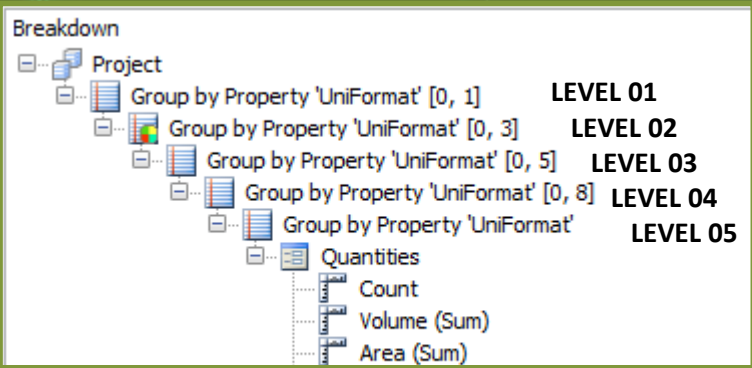 Breakdown
Project
Group by Property 'UniFormat' [0, 1] LEVEL 01
Group by Property 'UniFormat' [0, 3] LEVEL 02
Group by Property 'UniFormat' [0, 5] LEVEL 03
Group by Property 'UniFormat' [0, 8] LEVEL 04
Group by Property 'UniFormat' LEVEL 05
Quantities
Count
Volume (Sum)
Area (Sum)